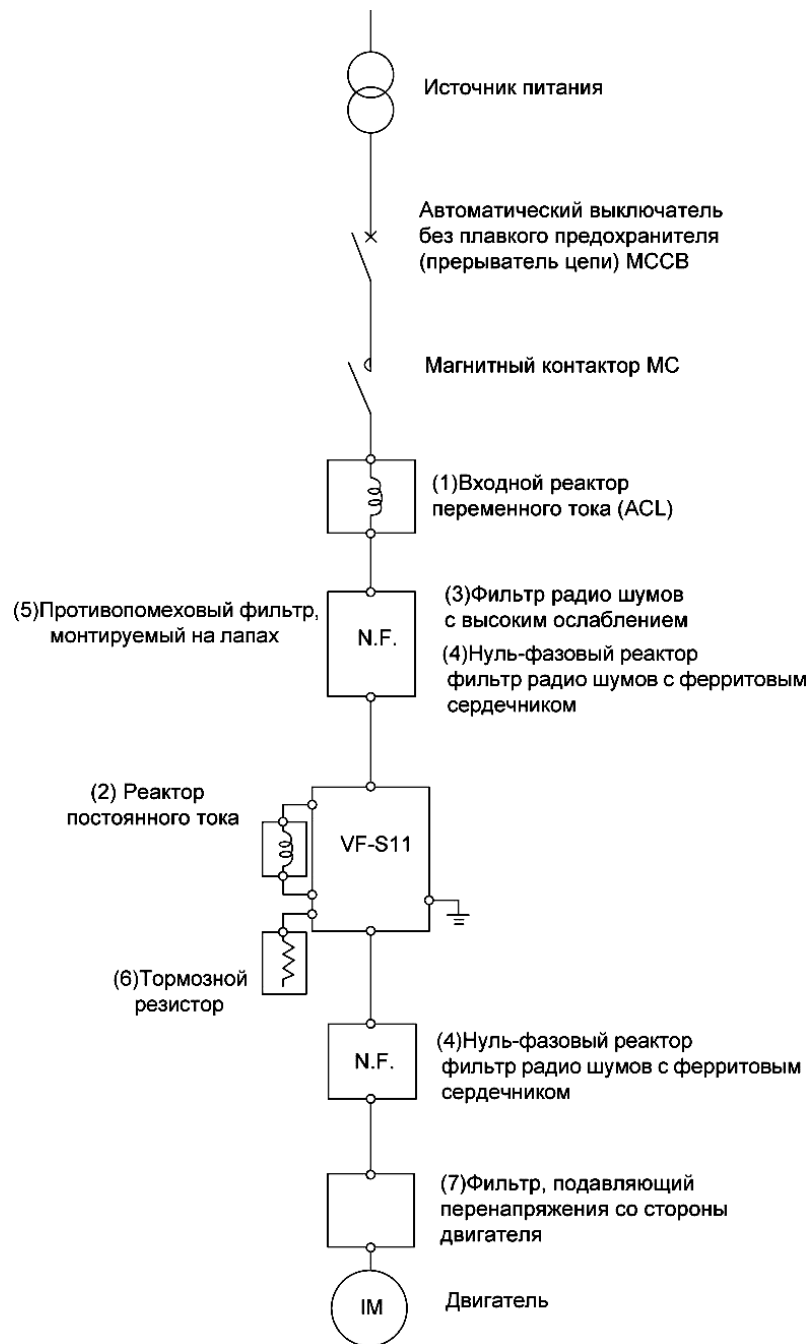 Источник питания
Автоматический выключатель
без плавкого предохранителя
(прерыватель цепи) MCCB
Магнитный контактор MC
(1)Входной реактор
переменного тока (ACL)
(5)Противопомеховый фильтр,
монтируемый на лапах
N.F.
(3)Фильтр радио шумов
с высоким ослаблением
(4)Нуль-фазовый реактор
фильтр радио шумов с ферритовым
сердечником
(2) Реактор
постоянного тока
VF-S11
(6)Тормозной
резистор
N.F.
(4)Нуль-фазовый реактор
фильтр радио шумов с ферритовым
сердечником
(7)Фильтр, подавляющий
перенапряжения со стороны
двигателя
IM
Двигатель